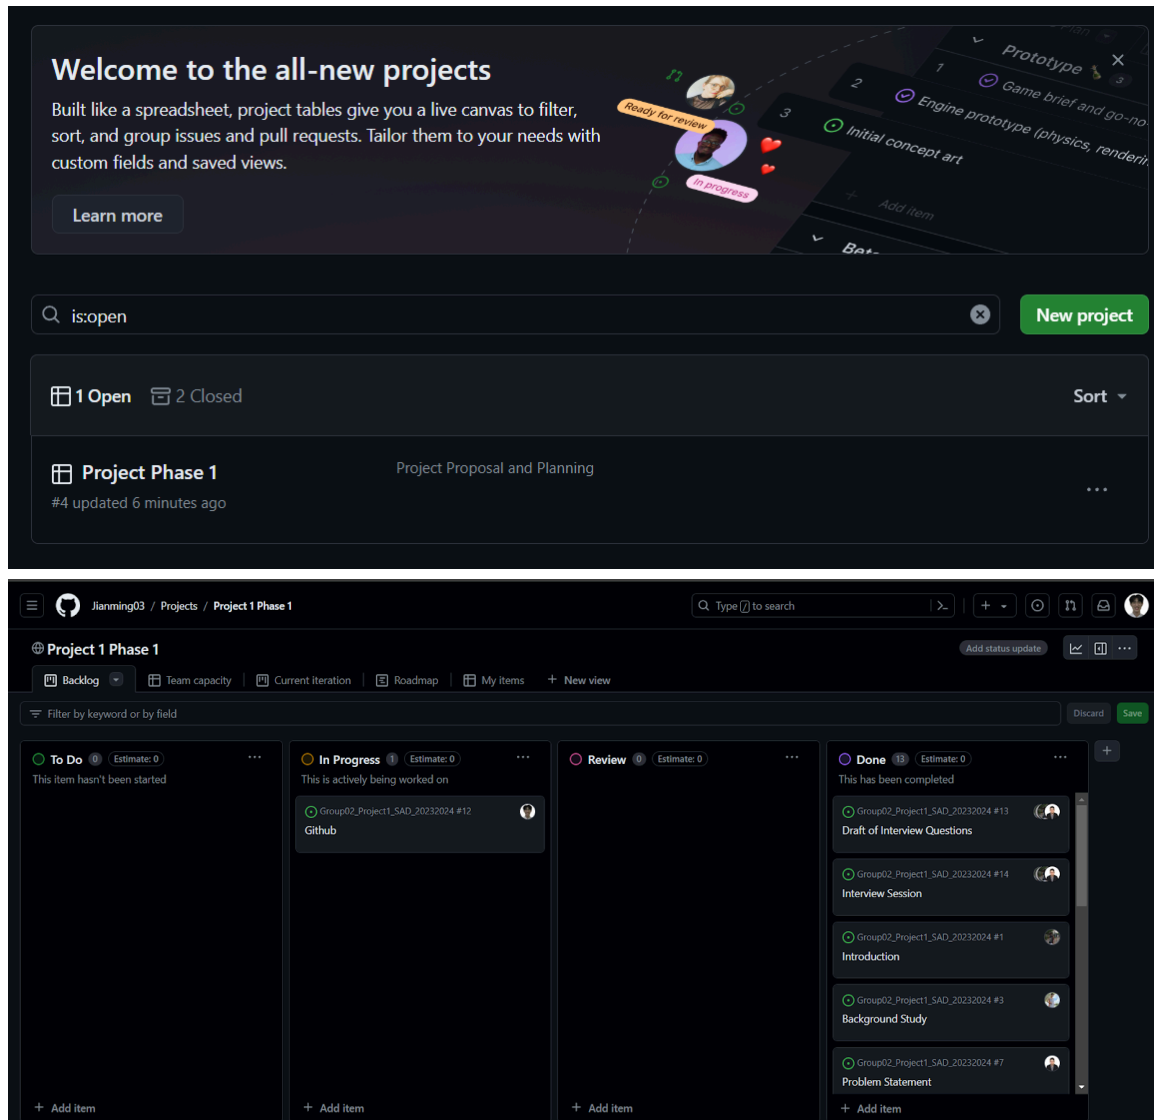 Welcome to the all-new projects
Built like a spreadsheet, project tables give you a live canvas to filter,
sort, and group issues and pull requests. Tailor them to your needs with
custom fields and saved views.
Learn more
Ready for review
In progress
Prototype
3
1
Game brief and go-no
2
Engine prototype (physics, renderin
3
Initial concept art
Add item
Beta
is:open
New project
1 Open
2 Closed
Sort
Project Phase 1
Project Proposal and Planning
#4 updated 6 minutes ago
Jianming03 / Projects / Project 1 Phase 1
Type / to search
Project 1 Phase 1
Add status update
Backlog
Team capacity
Current iteration
Roadmap
My items
+ New view
Filter by keyword or by field
Discard
Save
To Do 0 Estimate: 0
This item hasn't been started
+ Add item
In Progress 1 Estimate: 0
This is actively being worked on
Group02_Project1_SAD_20232024 #12
Github
+ Add item
Review 0 Estimate: 0
+ Add item
Done 13 Estimate: 0
This has been completed
Group02_Project1_SAD_20232024 #13
Draft of Interview Questions
Group02_Project1_SAD_20232024 #14
Interview Session
Group02_Project1_SAD_20232024 #1
Introduction
Group02_Project1_SAD_20232024 #3
Background Study
Group02_Project1_SAD_20232024 #7
Problem Statement
+ Add item